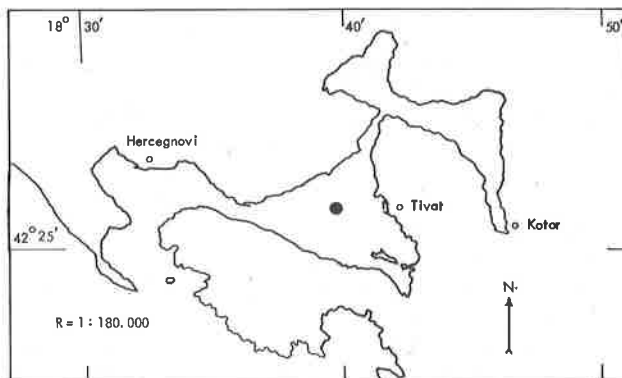 18° 30' 40' 50'
Hercegnovi
Tivat
Kotor
42° 25'
R = 1 : 180.000
N.